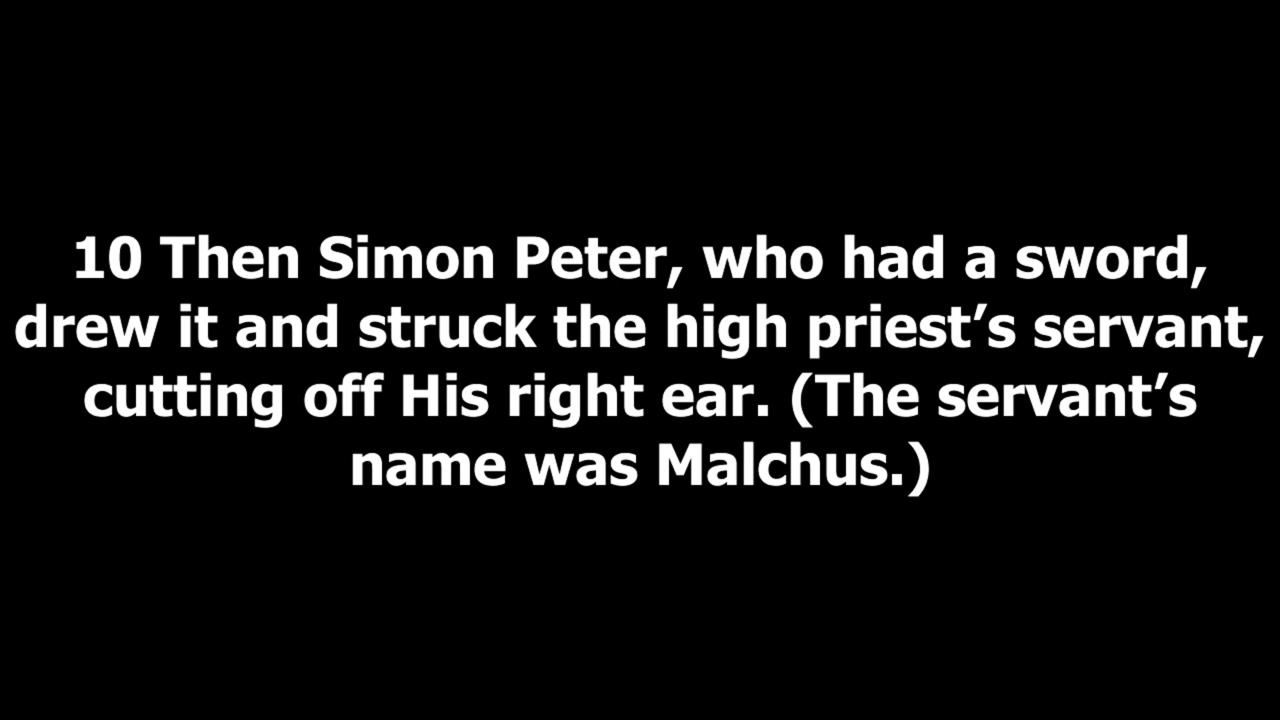 10 Then Simon Peter, who had a sword,
drew it and struck the high priest’s servant,
cutting off His right ear. (The servant’s
name was Malchus.)